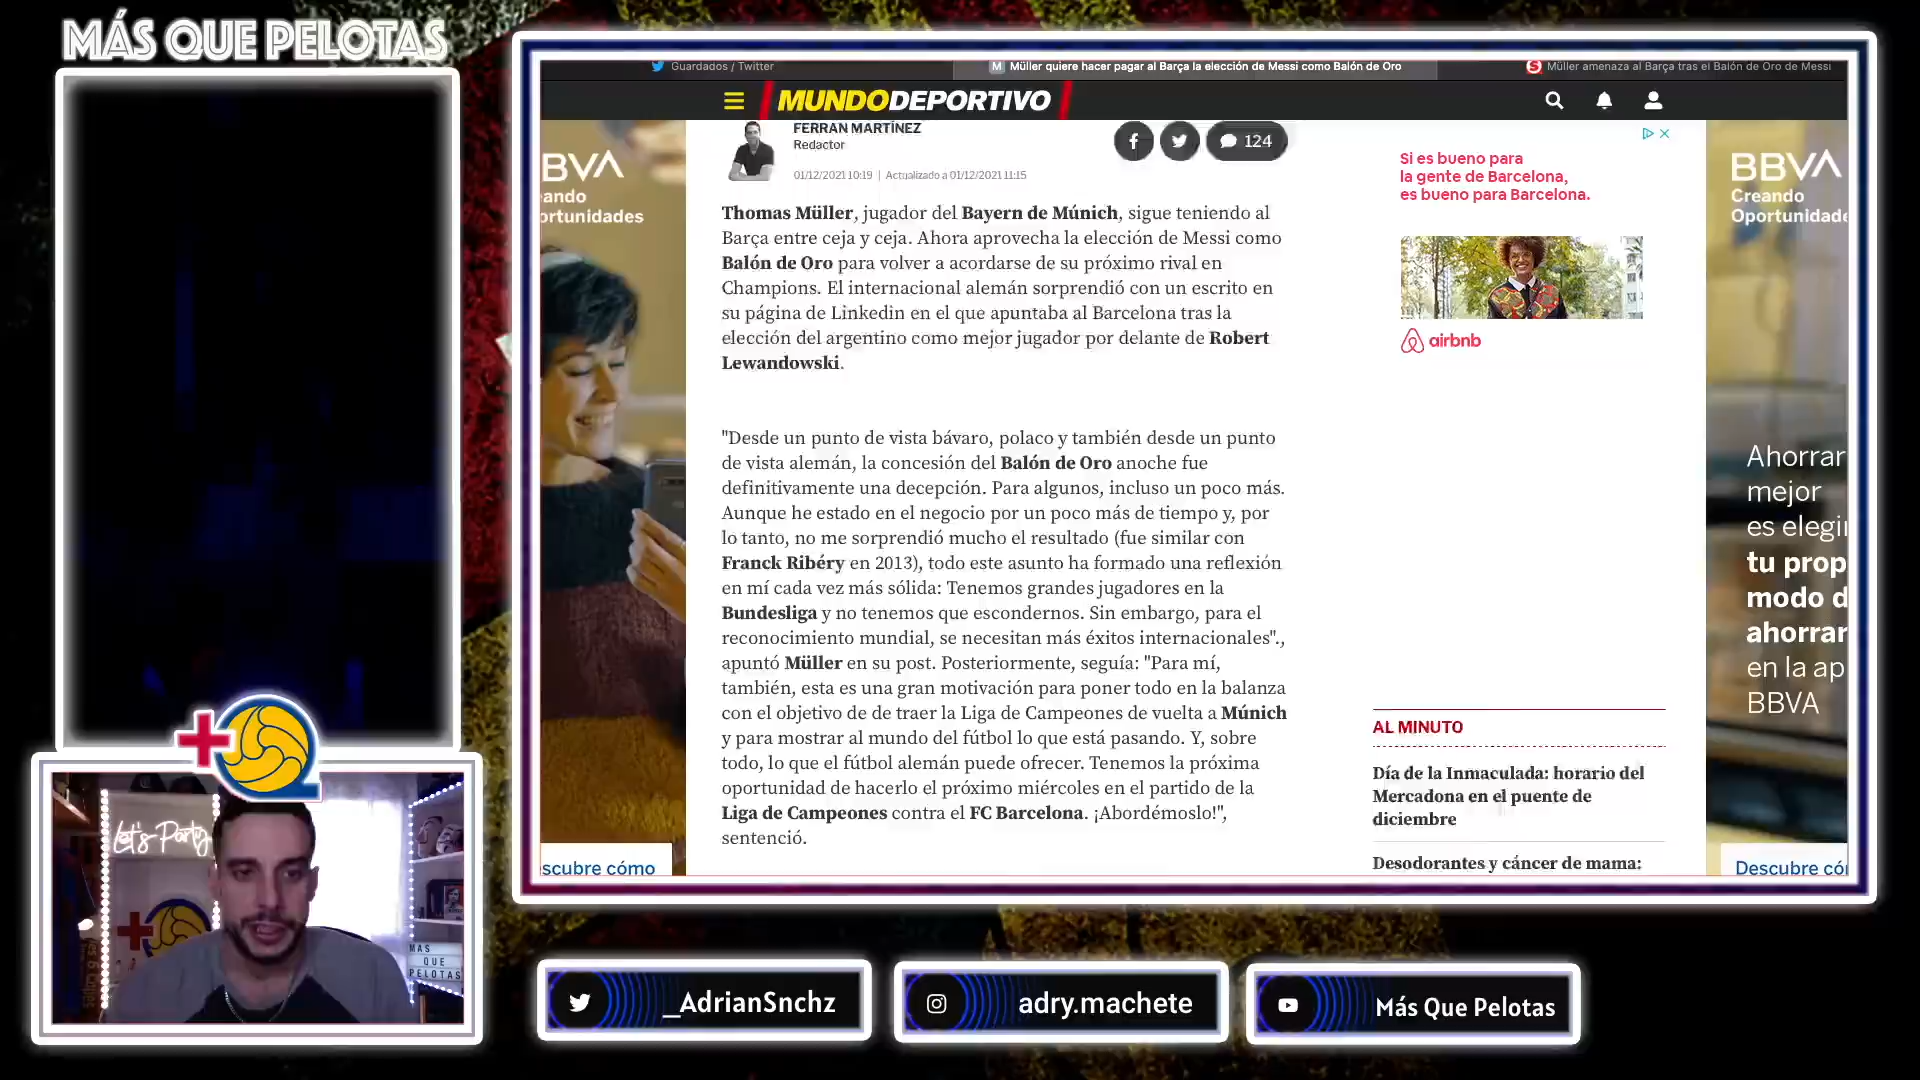 MÁS QUE PELOTAS
Guardados / Twitter
M Müller quiere hacer pagar al Barça la elección de Messi como Balón de Oro
S Müller amenaza al Barça tras el Balón de Oro de Messi
MUNDODEPORTIVO
FERRAN MARTÍNEZ
Redactor
124
01/12/2021 10:19 | Actualizado a 01/12/2021 11:15
Thomas Müller, jugador del Bayern de Múnich, sigue teniendo al
Barça entre ceja y ceja. Ahora aprovecha la elección de Messi como
Balón de Oro para volver a acordarse de su próximo rival en
Champions. El internacional alemán sorprendió con un escrito en
su página de Linkedin en el que apuntaba al Barcelona tras la
elección del argentino como mejor jugador por delante de Robert
Lewandowski.
"Desde un punto de vista bávaro, polaco y también desde un punto
de vista alemán, la concesión del Balón de Oro anoche fue
definitivamente una decepción. Para algunos, incluso un poco más.
Aunque he estado en el negocio por un poco más de tiempo y, por
lo tanto, no me sorprendió mucho el resultado (fue similar con
Franck Ribéry en 2013), todo este asunto ha formado una reflexión
en mí cada vez más sólida: Tenemos grandes jugadores en la
Bundesliga y no tenemos que escondernos. Sin embargo, para el
reconocimiento mundial, se necesitan más éxitos internacionales".,
apuntó Müller en su post. Posteriormente, seguía: "Para mí,
también, esta es una gran motivación para poner todo en la balanza
con el objetivo de de traer la Liga de Campeones de vuelta a Múnich
y para mostrar al mundo del fútbol lo que está pasando. Y, sobre
todo, lo que el fútbol alemán puede ofrecer. Tenemos la próxima
oportunidad de hacerlo el próximo miércoles en el partido de la
Liga de Campeones contra el FC Barcelona. ¡Abordémoslo!",
sentenció.
BBVA
ando
ortunidades
scubre cómo
Si es bueno para
la gente de Barcelona,
es bueno para Barcelona.
airbnb
AL MINUTO
Día de la Inmaculada: horario del
Mercadona en el puente de
diciembre
Desodorantes y cáncer de mama:
BBVA
Creando
Oportunidade
Ahorrar
mejor
es elegir
tu prop
modo d
ahorrar
en la ap
BBVA
Descubre có
let's Party
MAS
QUE
PELOTAS
_AdrianSnchz
adry.machete
Más Que Pelotas